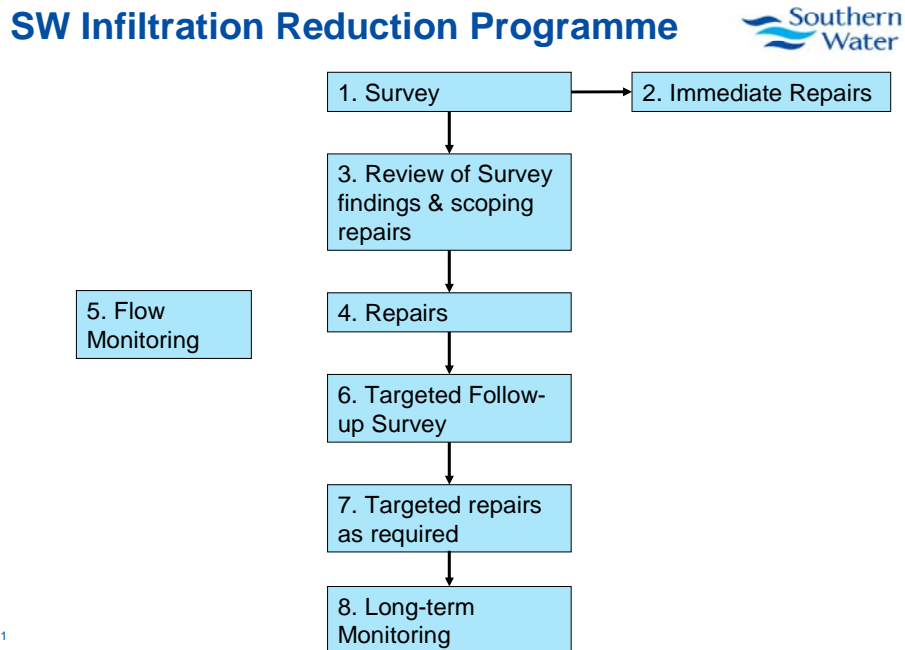 SW Infiltration Reduction Programme
Southern
Water
1. Survey
2. Immediate Repairs
3. Review of Survey
findings & scoping
repairs
5. Flow
Monitoring
4. Repairs
6. Targeted Follow-
up Survey
7. Targeted repairs
as required
8. Long-term
Monitoring
1